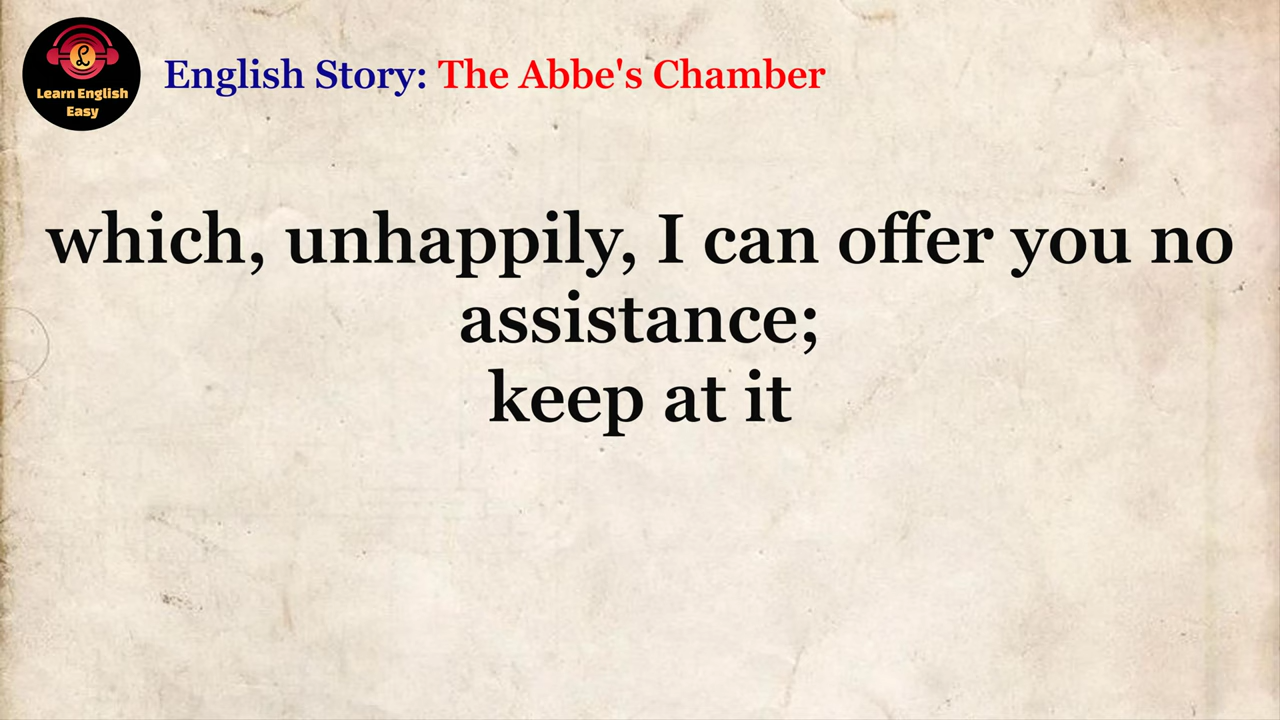 Learn English
Easy
English Story: The Abbe's Chamber
which, unhappily, I can offer you no
assistance;
keep at it